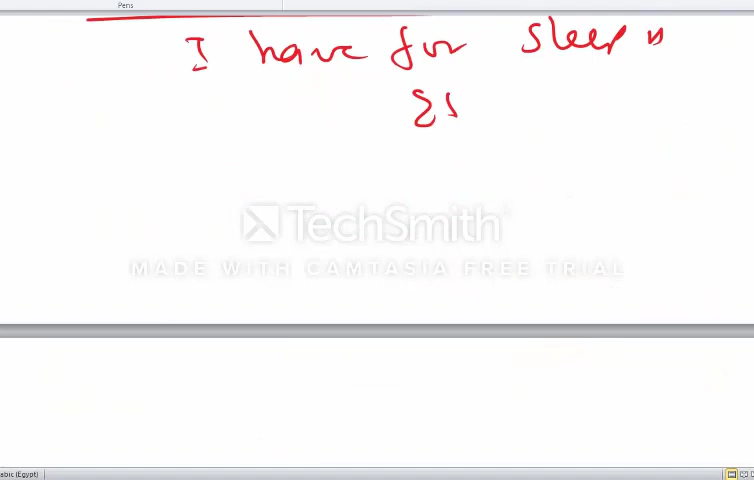 Pens
I have for sleep "
TechSmith
MADE WITH CAMTASIA FREE TRIAL
abic (Egypt)